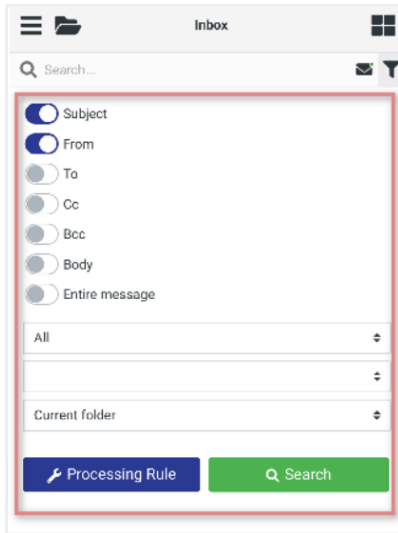 Inbox
Search...
Subject
From
To
Cc
Bcc
Body
Entire message
All
Current folder
Processing Rule
Search